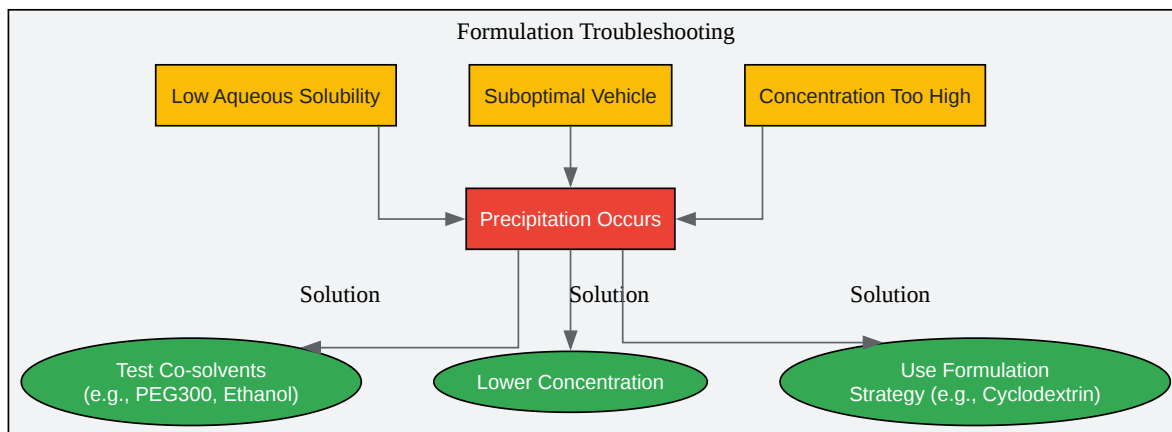 Formulation Troubleshooting
Low Aqueous Solubility
Suboptimal Vehicle
Concentration Too High
Precipitation Occurs
Solution
Solution
Solution
Test Co-solvents
(e.g., PEG300, Ethanol)
Lower Concentration
Use Formulation
Strategy (e.g., Cyclodextrin)